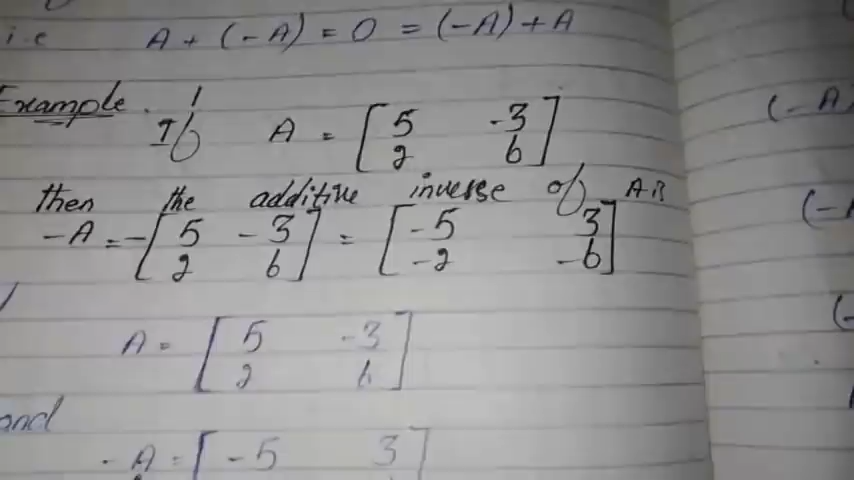 i.e A + (-A) = 0 = (-A) + A
Example. 1
If A = [5 -3
2 6]
then the additive inverse of A is
-A = -[5 -3
2 6] = [-5 3
-2 -6]
A = [5 -3
2 6]
and
-A = [-5 3]
(-A)